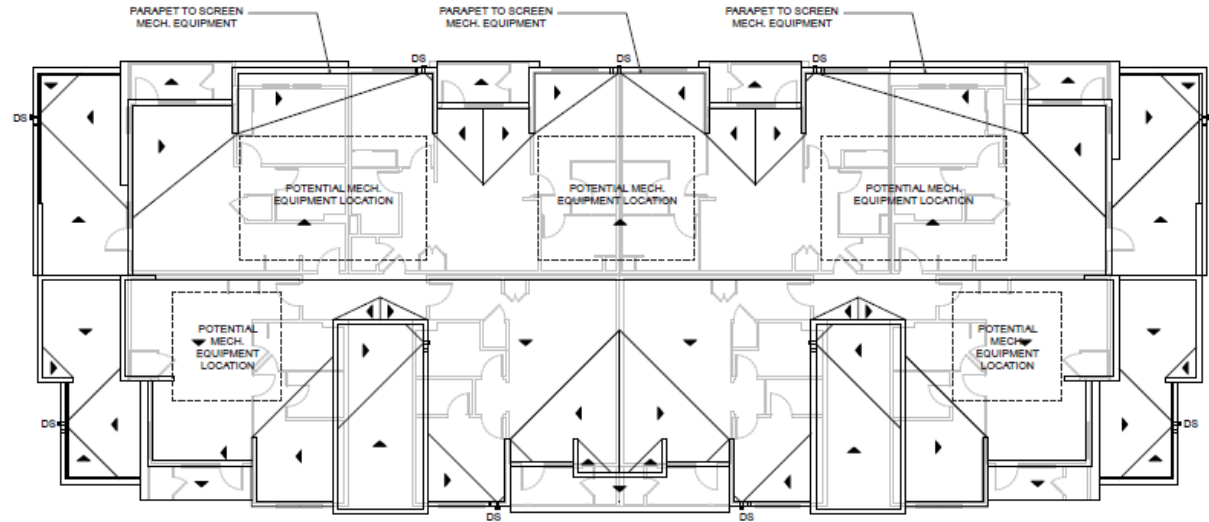 PARAPET TO SCREEN
MECH. EQUIPMENT
PARAPET TO SCREEN
MECH. EQUIPMENT
PARAPET TO SCREEN
MECH. EQUIPMENT
DS
DS
DS
DS
DS
POTENTIAL MECH.
EQUIPMENT LOCATION
POTENTIAL MECH.
EQUIPMENT LOCATION
POTENTIAL MECH.
EQUIPMENT LOCATION
POTENTIAL
MECH.
EQUIPMENT
LOCATION
POTENTIAL
MECH.
EQUIPMENT
LOCATION
DS
DS
DS
DS